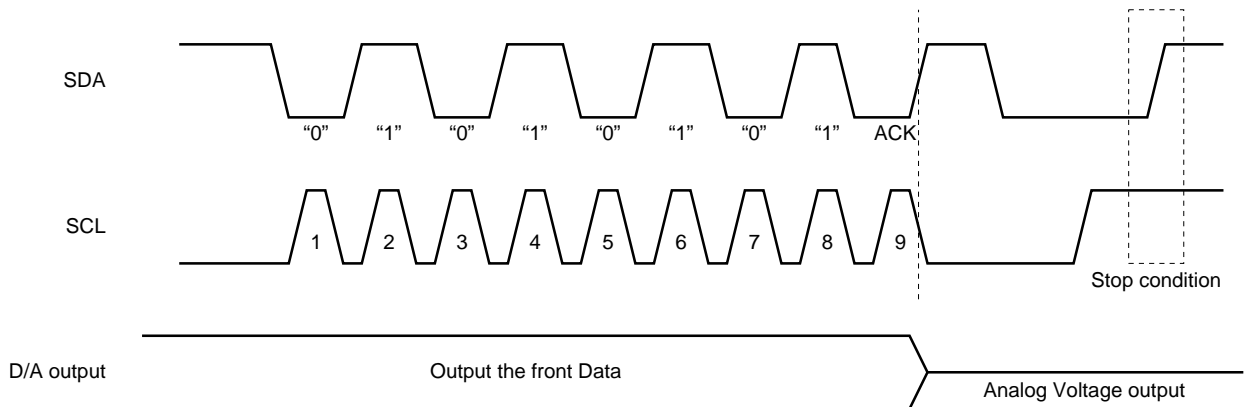 SDA
“0” “1” “0” “1” “0” “1” “0” “1” ACK
SCL
1 2 3 4 5 6 7 8 9
Stop condition
D/A output
Output the front Data
Analog Voltage output